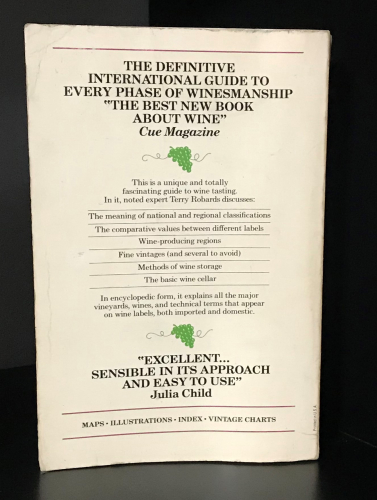 THE DEFINITIVE
INTERNATIONAL GUIDE TO
EVERY PHASE OF WINESMANSHIP
"THE BEST NEW BOOK
ABOUT WINE"
Cue Magazine
This is a unique and totally
fascinating guide to wine tasting.
In it, noted expert Terry Robards discusses:
The meaning of national and regional classifications
The comparative values between different labels
Wine-producing regions
Fine vintages (and several to avoid)
Methods of wine storage
The basic wine cellar
In encyclopedic form, it explains all the major
vineyards, wines, and technical terms that appear
on wine labels, both imported and domestic.
"EXCELLENT...
SENSIBLE IN ITS APPROACH
AND EASY TO USE"
Julia Child
MAPS • ILLUSTRATIONS • INDEX • VINTAGE CHARTS